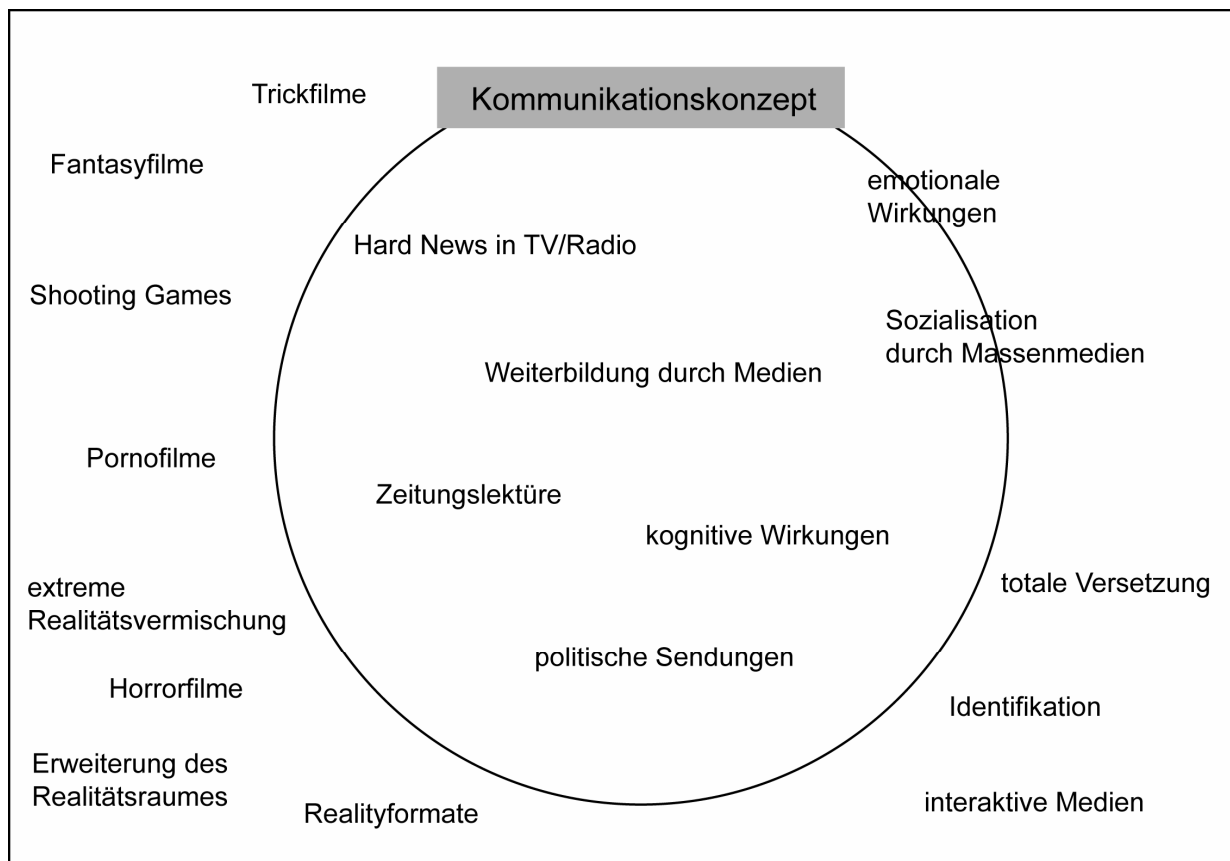 Trickfilme
Kommunikationskonzept
Fantasyfilme
emotionale
Wirkungen
Hard News in TV/Radio
Shooting Games
Sozialisation
durch Massenmedien
Weiterbildung durch Medien
Pornofilme
Zeitungslektüre
kognitive Wirkungen
extreme
Realitätsvermischung
totale Versetzung
politische Sendungen
Horrorfilme
Identifikation
Erweiterung des
Realitätsraumes
Realityformate
interaktive Medien